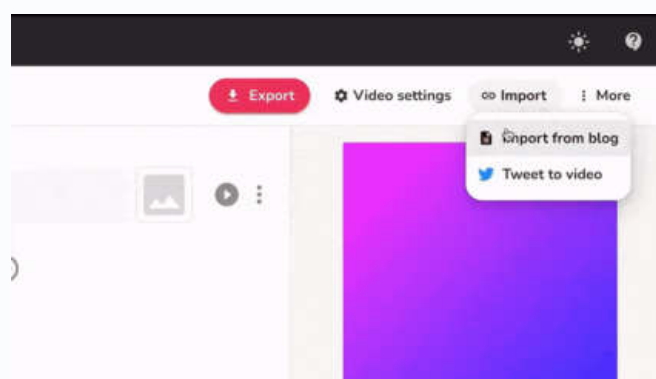 Export
Video settings
Import
More
Import from blog
Tweet to video